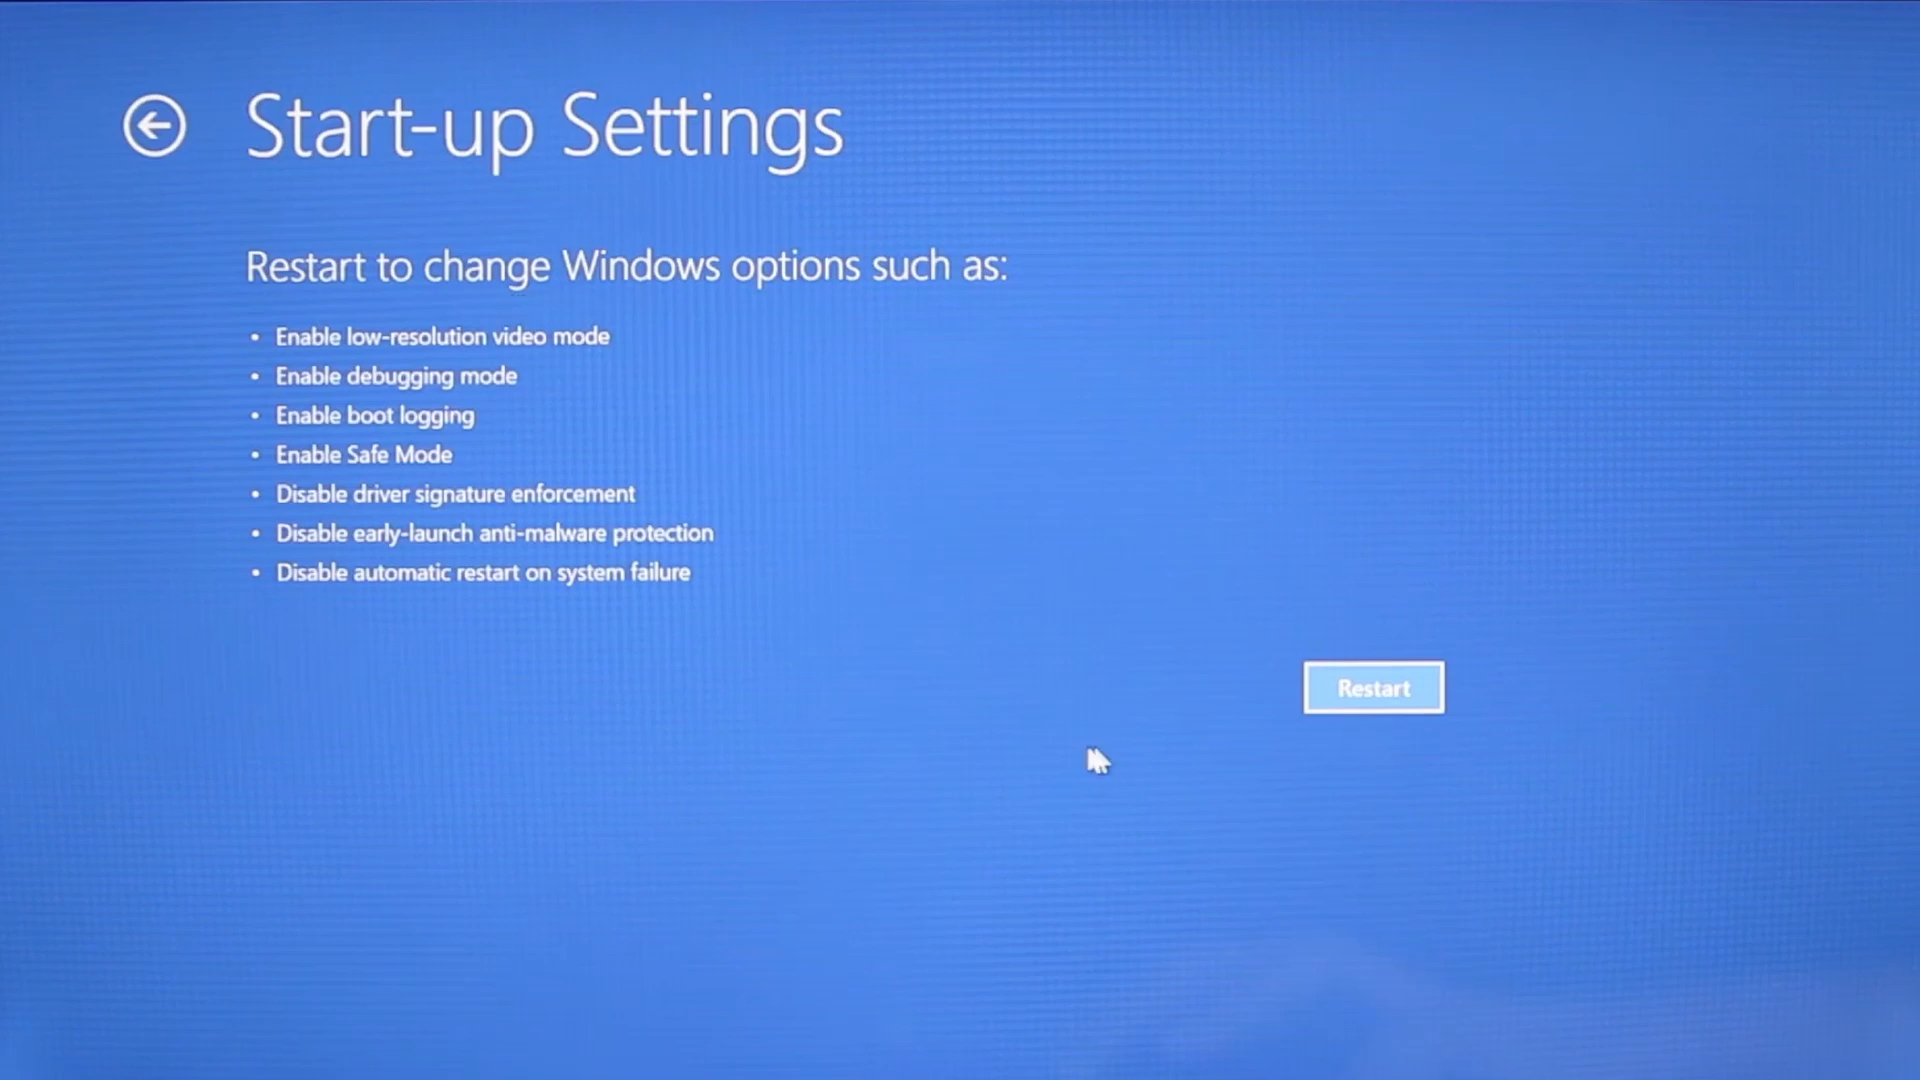 Start-up Settings
Restart to change Windows options such as:
• Enable low-resolution video mode
• Enable debugging mode
• Enable boot logging
• Enable Safe Mode
• Disable driver signature enforcement
• Disable early-launch anti-malware protection
• Disable automatic restart on system failure
Restart